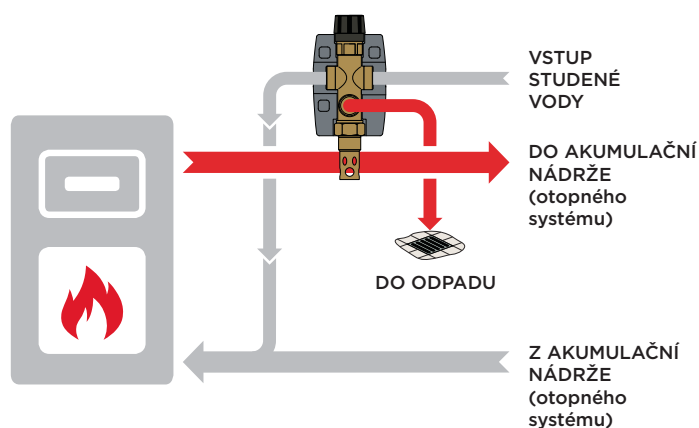 VSTUP
STUDENÉ
VODY
DO AKUMULAČNÍ
NÁDRŽE
(otopného
systému)
DO ODPADU
Z AKUMULAČNÍ
NÁDRŽE
(otopného
systému)